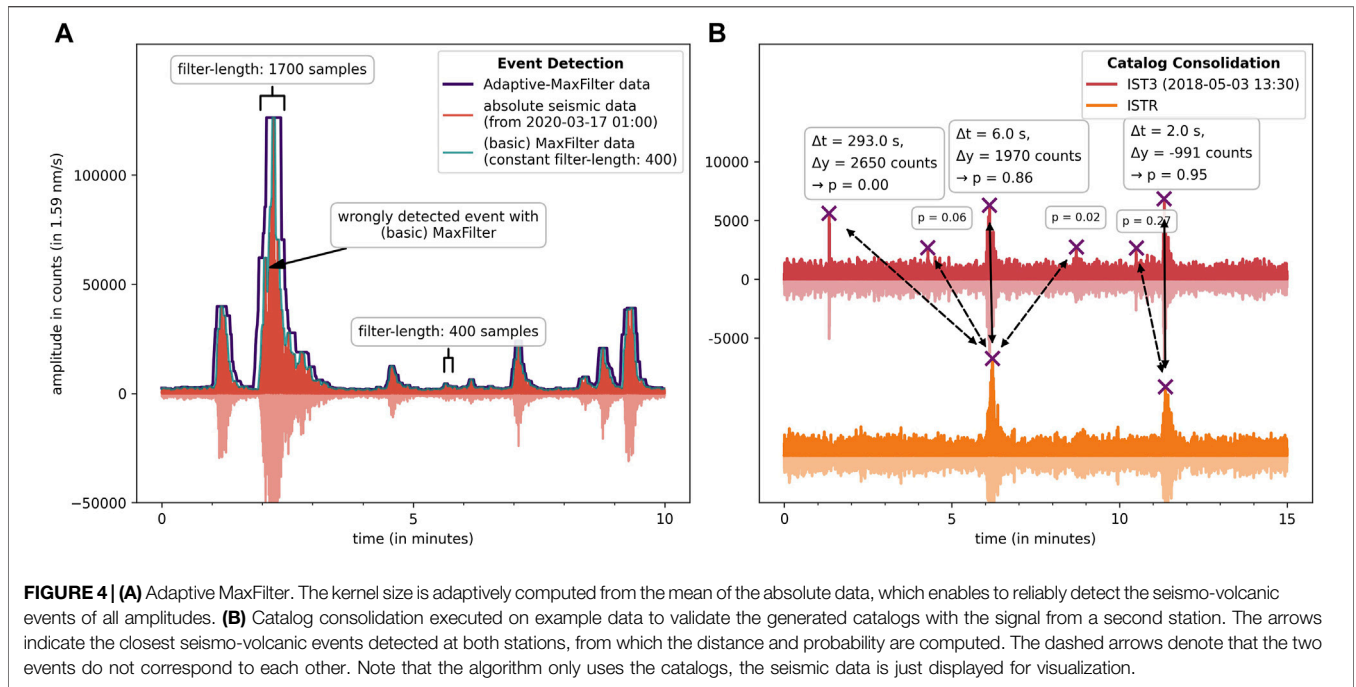 A
filter-length: 1700 samples
Event Detection
Adaptive-MaxFilter data
absolute seismic data
(from 2020-03-17 01:00)
(basic) MaxFilter data
(constant filter-length: 400)
wrongly detected event with
(basic) MaxFilter
filter-length: 400 samples
amplitude in counts (in 1.59 nm/s)
100000
50000
0
−50000
0
5
10
time (in minutes)
B
Catalog Consolidation
IST3 (2018-05-03 13:30)
ISTR
Δt = 293.0 s,
Δy = 2650 counts
→ p = 0.00
Δt = 6.0 s,
Δy = 1970 counts
→ p = 0.86
Δt = 2.0 s,
Δy = -991 counts
→ p = 0.95
p = 0.06
p = 0.02
p = 0.27
10000
5000
0
-5000
0
5
10
15
time (in minutes)
FIGURE 4 | (A) Adaptive MaxFilter. The kernel size is adaptively computed from the mean of the absolute data, which enables to reliably detect the seismo-volcanic
events of all amplitudes. (B) Catalog consolidation executed on example data to validate the generated catalogs with the signal from a second station. The arrows
indicate the closest seismo-volcanic events detected at both stations, from which the distance and probability are computed. The dashed arrows denote that the two
events do not correspond to each other. Note that the algorithm only uses the catalogs, the seismic data is just displayed for visualization.